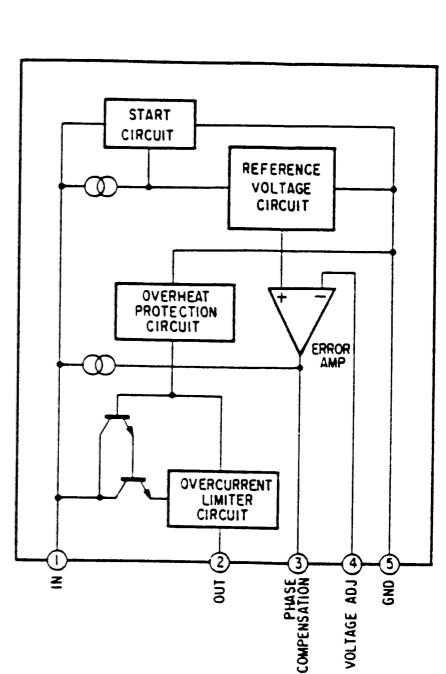 START
CIRCUIT
REFERENCE
VOLTAGE
CIRCUIT
OVERHEAT
PROTECTION
CIRCUIT
+ −
ERROR
AMP
OVERCURRENT
LIMITER
CIRCUIT
1
2
3
4
5
IN
OUT
PHASE
COMPENSATION
VOLTAGE ADJ
GND